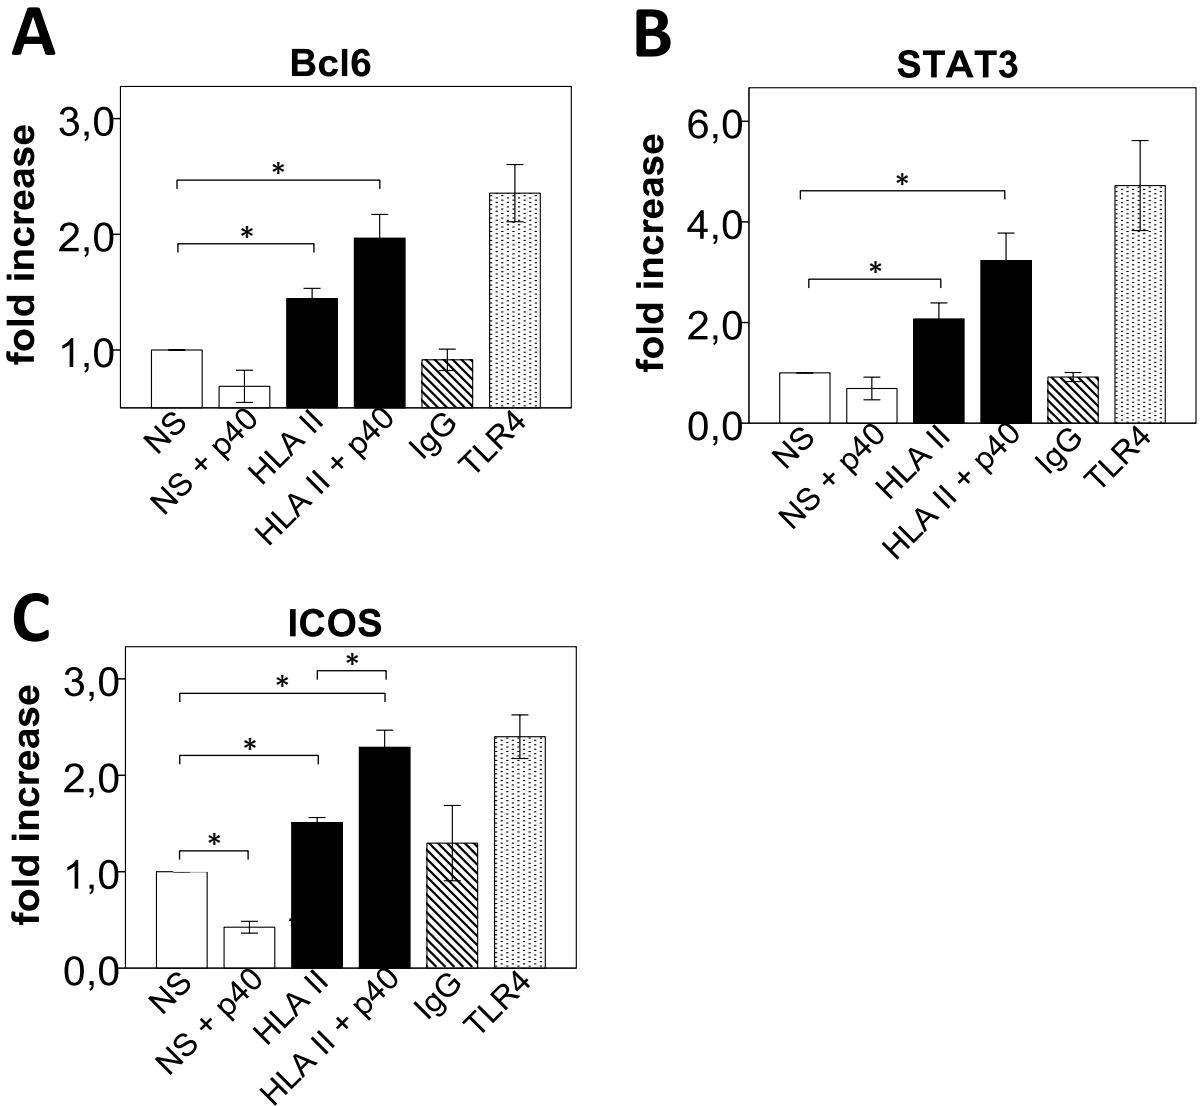 A
Bcl6
fold increase
3,0
2,0
1,0
*
*
NS
NS + p40
HLA II
HLA II + p40
IgG
TLR4
B
STAT3
fold increase
6,0
4,0
2,0
0,0
*
*
NS
NS + p40
HLA II
HLA II + p40
IgG
TLR4
C
ICOS
fold increase
3,0
2,0
1,0
0,0
*
*
*
*
NS
NS + p40
HLA II
HLA II + p40
IgG
TLR4